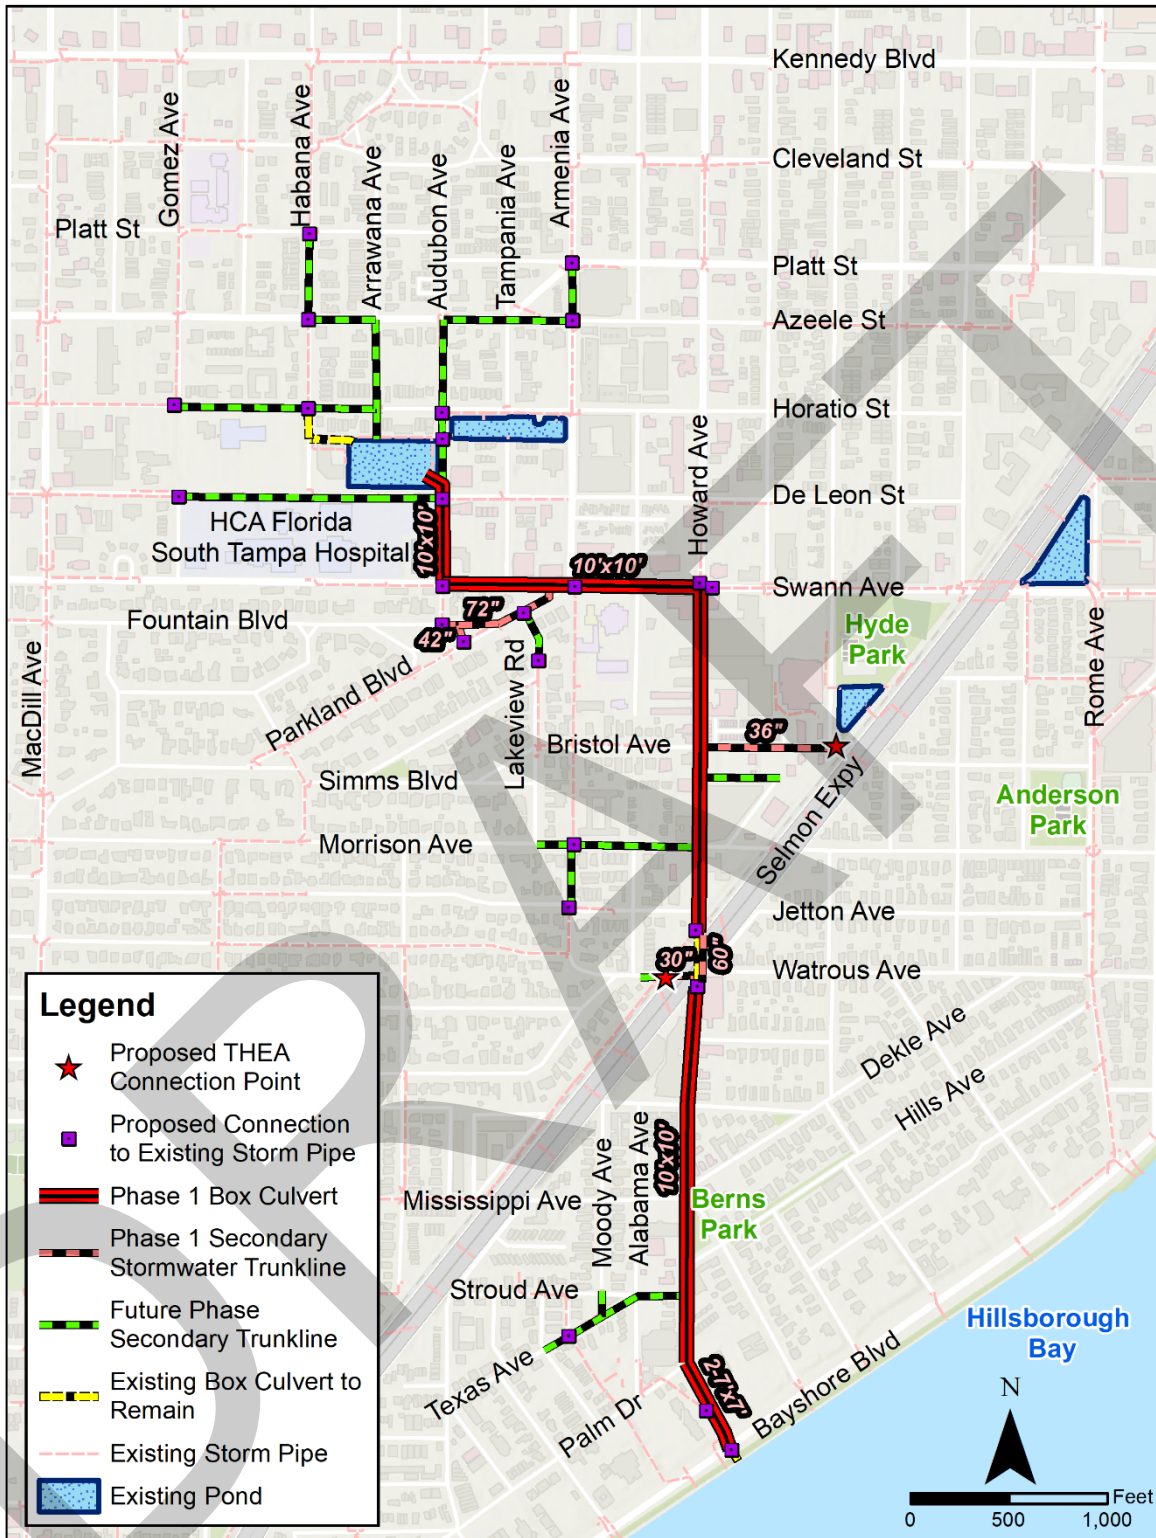 Kennedy Blvd
Cleveland St
Gomez Ave
Habana Ave
Arrawana Ave
Audubon Ave
Tampania Ave
Armenia Ave
Platt St
Platt St
Azeele St
Horatio St
Howard Ave
De Leon St
HCA Florida
South Tampa Hospital
10'x10'
10'x10'
Swann Ave
Fountain Blvd
72"
42"
Hyde
Park
MacDill Ave
Parkland Blvd
Lakeview Rd
Rome Ave
Bristol Ave
36"
Simms Blvd
Selmon Expy
Anderson
Park
Morrison Ave
Jetton Ave
30"
60"
Watrous Ave
Dekle Ave
Hills Ave
Moody Ave
Alabama Ave
10'x10'
Mississippi Ave
Berns
Park
Stroud Ave
Texas Ave
Palm Dr
2-7'x7'
Bayshore Blvd
Hillsborough
Bay
Legend
Proposed THEA
Connection Point
Proposed Connection
to Existing Storm Pipe
Phase 1 Box Culvert
Phase 1 Secondary
Stormwater Trunkline
Future Phase
Secondary Trunkline
Existing Box Culvert to
Remain
Existing Storm Pipe
Existing Pond
N
Feet
0 500 1,000
DRAFT